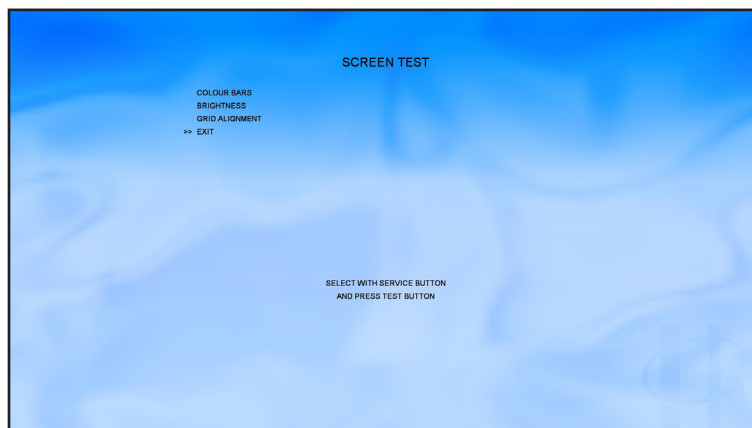 SCREEN TEST
COLOUR BARS
BRIGHTNESS
GRID ALIGNMENT
>> EXIT
SELECT WITH SERVICE BUTTON
AND PRESS TEST BUTTON